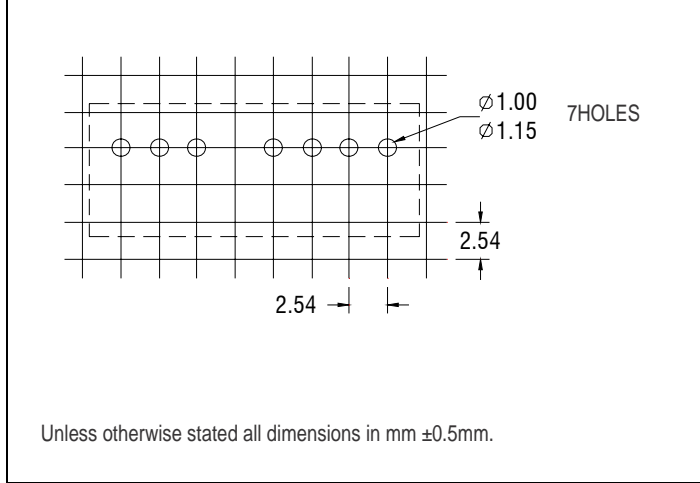 ⌀1.00
⌀1.15
7HOLES
2.54
2.54
Unless otherwise stated all dimensions in mm ±0.5mm.